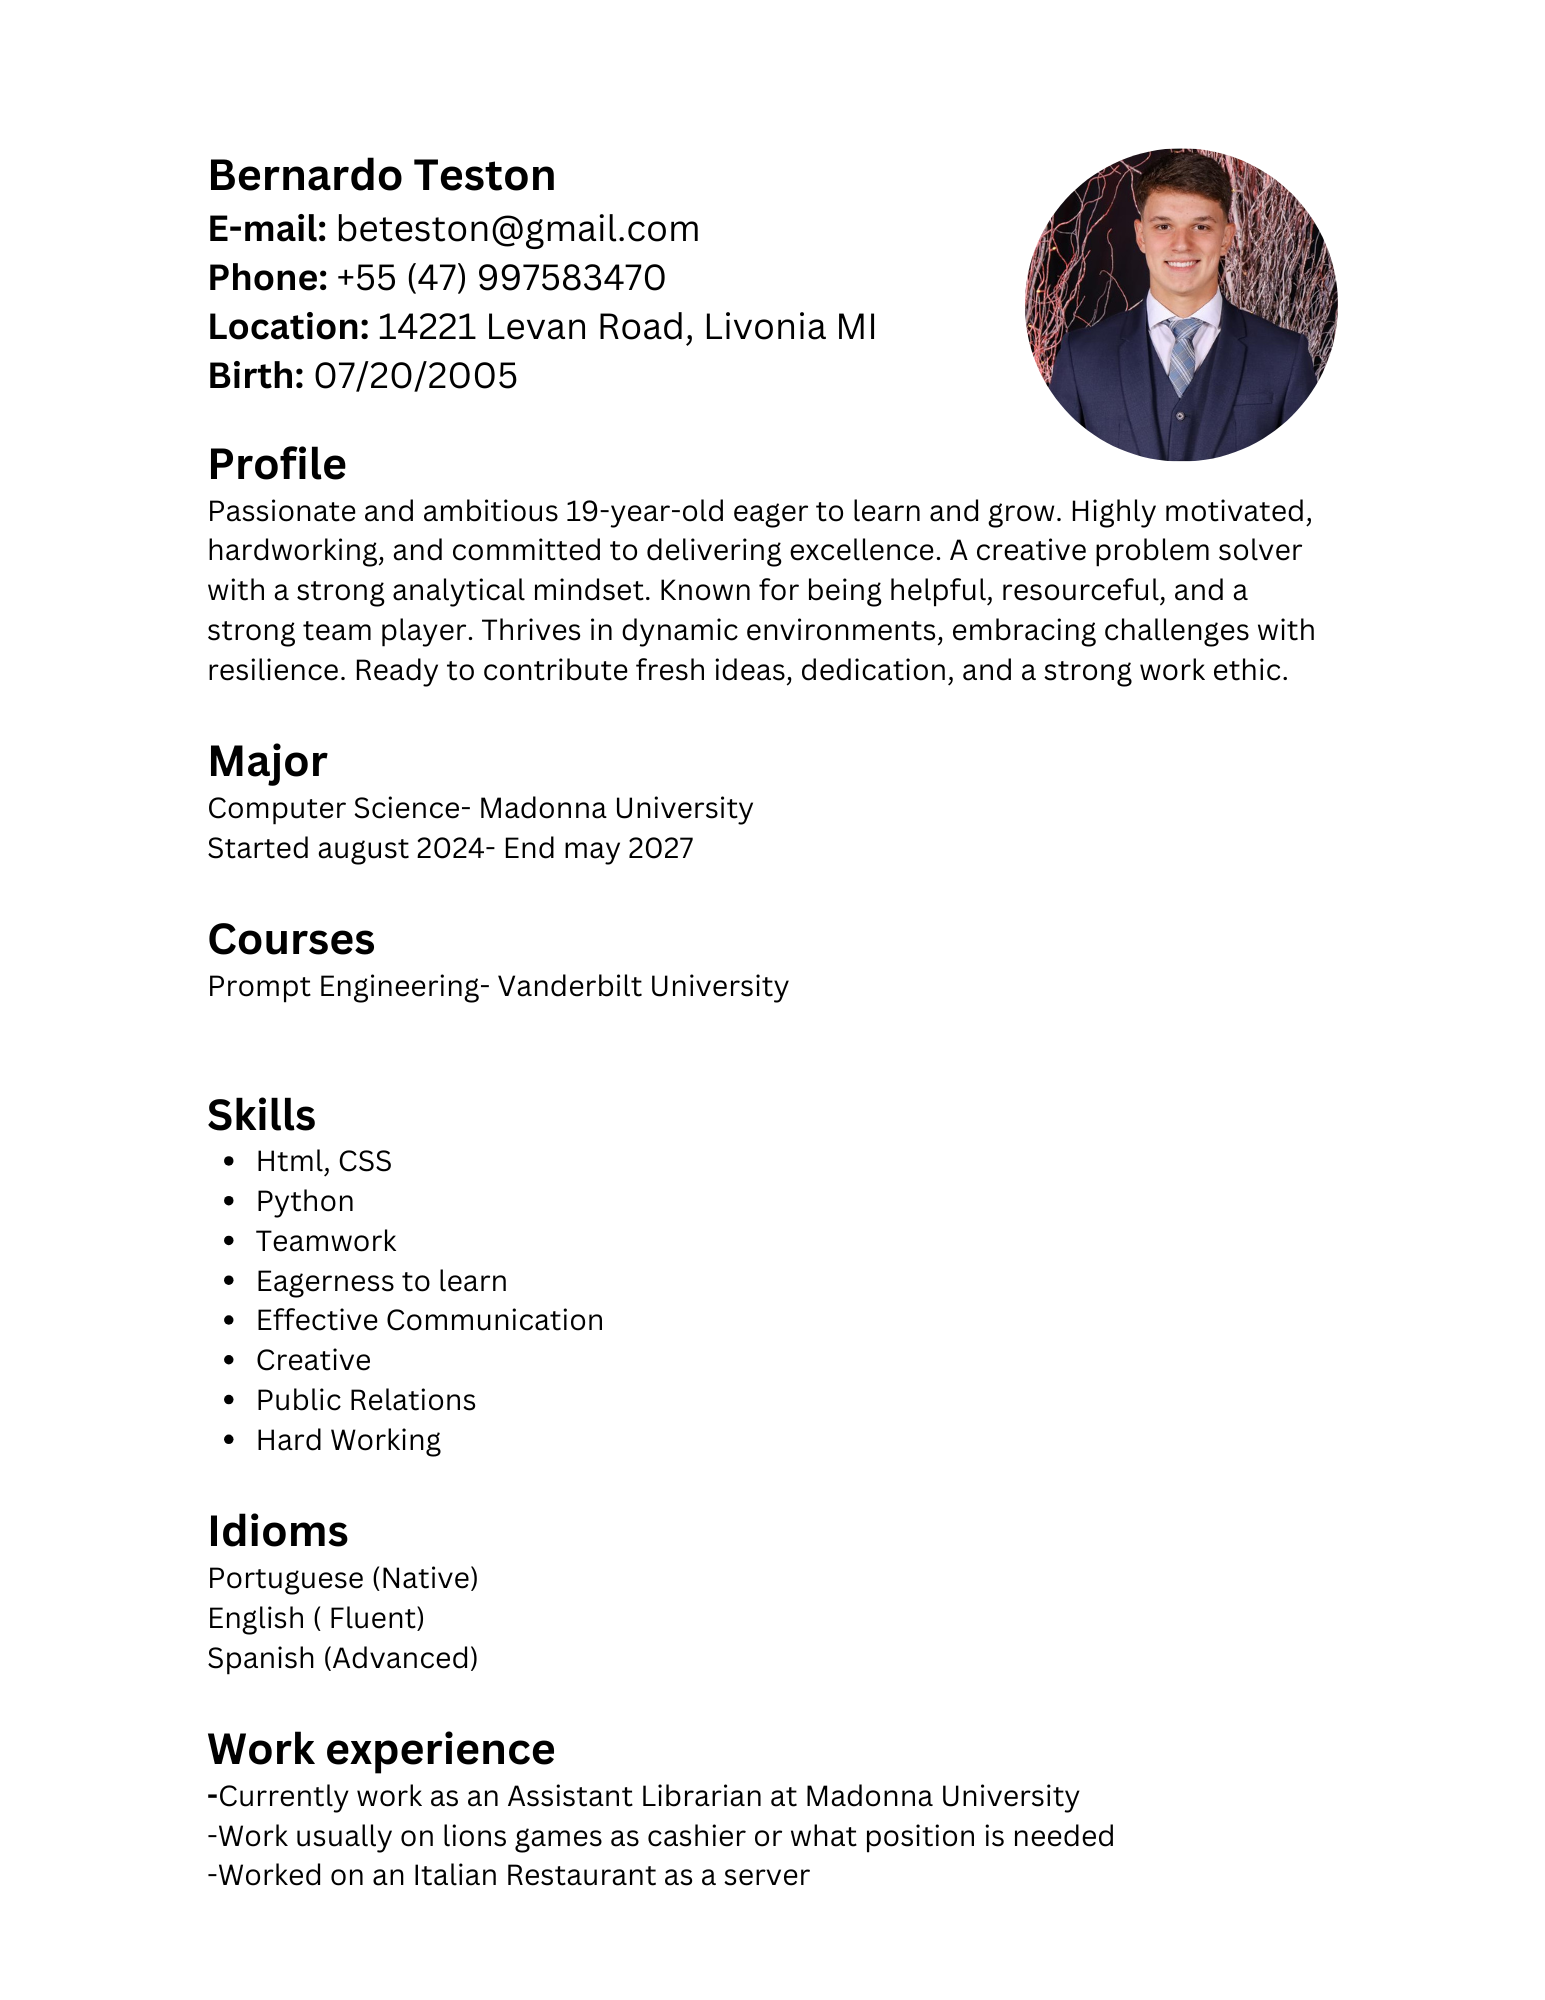 Bernardo Teston
E-mail: beteston@gmail.com
Phone: +55 (47) 997583470
Location: 14221 Levan Road, Livonia MI
Birth: 07/20/2005
Profile
Passionate and ambitious 19-year-old eager to learn and grow. Highly motivated,
hardworking, and committed to delivering excellence. A creative problem solver
with a strong analytical mindset. Known for being helpful, resourceful, and a
strong team player. Thrives in dynamic environments, embracing challenges with
resilience. Ready to contribute fresh ideas, dedication, and a strong work ethic.
Major
Computer Science- Madonna University
Started august 2024- End may 2027
Courses
Prompt Engineering- Vanderbilt University
Skills
• Html, CSS
• Python
• Teamwork
• Eagerness to learn
• Effective Communication
• Creative
• Public Relations
• Hard Working
Idioms
Portuguese (Native)
English ( Fluent)
Spanish (Advanced)
Work experience
-Currently work as an Assistant Librarian at Madonna University
-Work usually on lions games as cashier or what position is needed
-Worked on an Italian Restaurant as a server